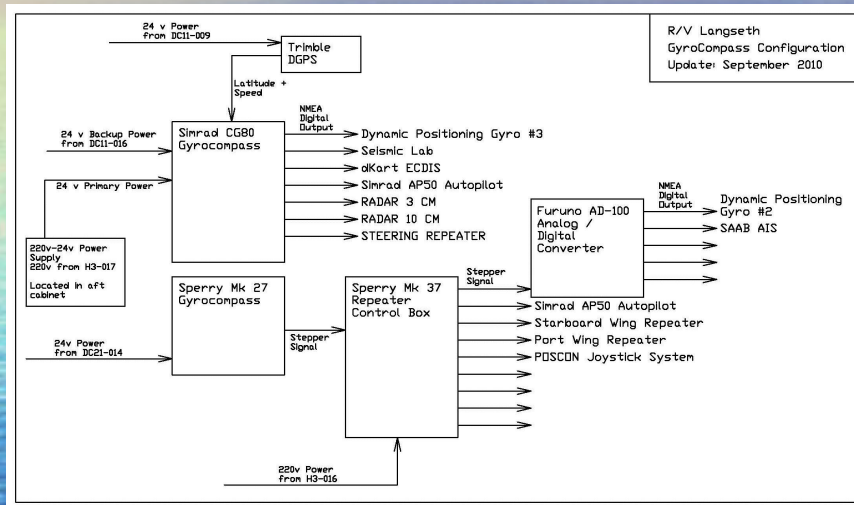 R/V Langseth
GyroCompass Configuration
Update: September 2010
24 v Power
from DC11-009
Trimble
DGPS
Latitude +
Speed
24 v Backup Power
from DC11-016
Simrad CG80
Gyrocompass
NMEA
Digital
Output
Dynamic Positioning Gyro #3
Seismic Lab
dKart ECDIS
Simrad AP50 Autopilot
RADAR 3 CM
RADAR 10 CM
STEERING REPEATER
24 v Primary Power
220v-24v Power
Supply
220v from H3-017
Located in aft
cabinet
Sperry Mk 27
Gyrocompass
24v Power
from DC21-014
Stepper
Signal
Sperry Mk 37
Repeater
Control Box
220v Power
from H3-016
Stepper
Signal
Furuno AD-100
Analog /
Digital
Converter
NMEA
Digital
Output
Dynamic Positioning
Gyro #2
SAAB AIS
Simrad AP50 Autopilot
Starboard Wing Repeater
Port Wing Repeater
POSCON Joystick System